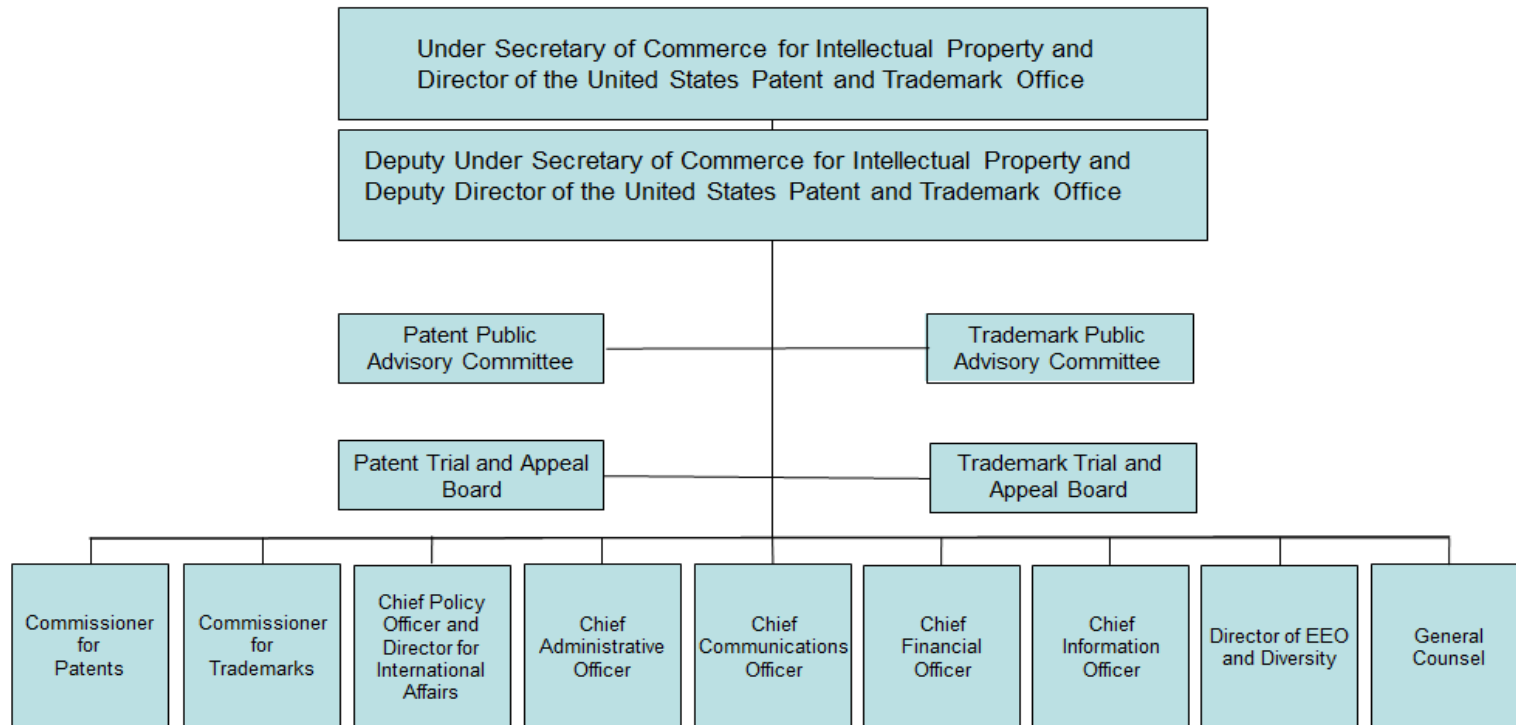 Under Secretary of Commerce for Intellectual Property and
Director of the United States Patent and Trademark Office
Deputy Under Secretary of Commerce for Intellectual Property and
Deputy Director of the United States Patent and Trademark Office
Patent Public
Advisory Committee
Trademark Public
Advisory Committee
Patent Trial and Appeal
Board
Trademark Trial and
Appeal Board
Commissioner
for
Patents
Commissioner
for
Trademarks
Chief Policy
Officer and
Director for
International
Affairs
Chief
Administrative
Officer
Chief
Communications
Officer
Chief
Financial
Officer
Chief
Information
Officer
Director of EEO
and Diversity
General
Counsel